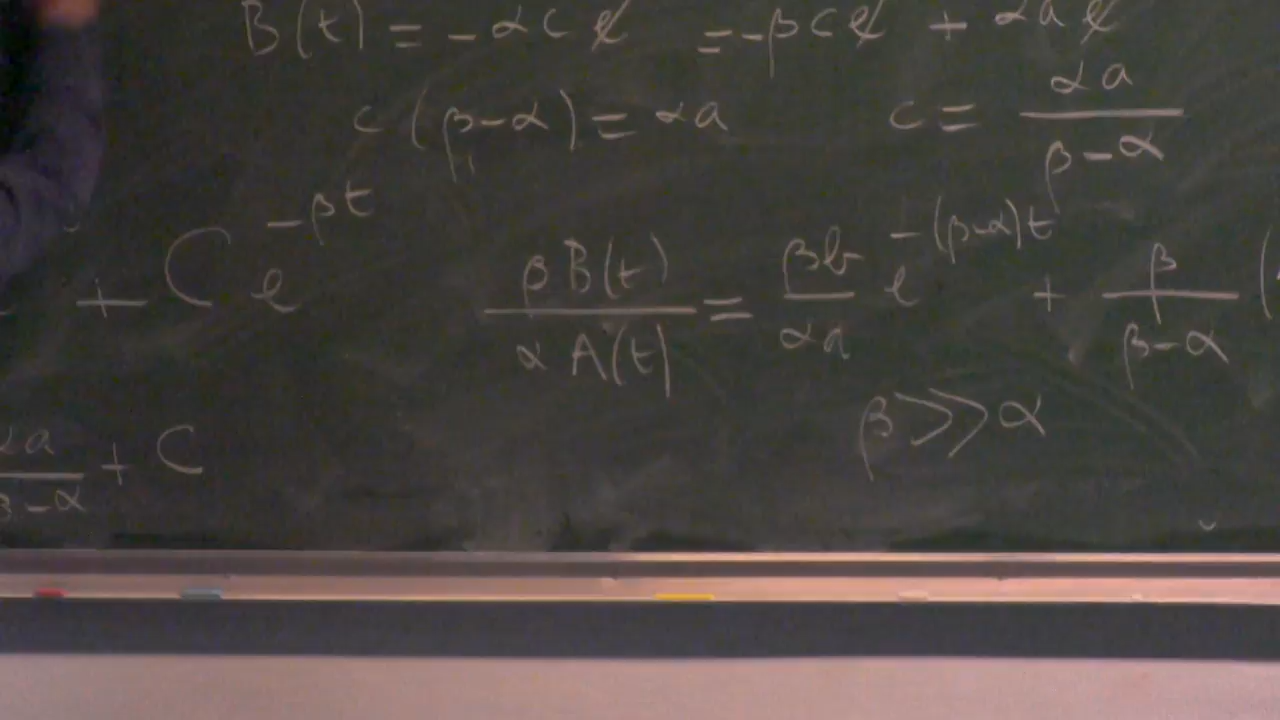 B(t) = -αc e̸ = -βc e̸ + αa e̸
c(β-α) = αa c = αa/(β-α)
+ C e^{-βt}
βB(t)/αA(t) = βb/αa e^{-(β-α)t} + β/(β-α) (
β >> α
αa/(β-α) + C